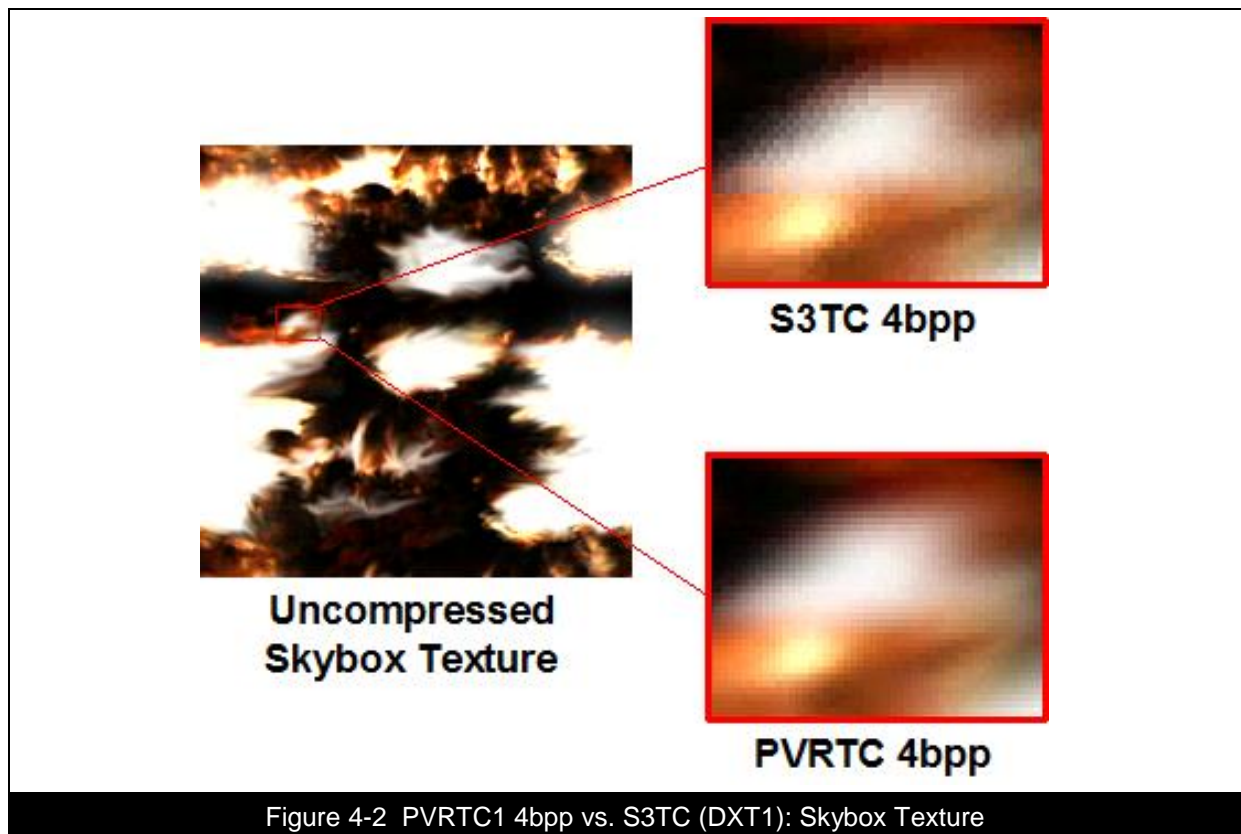 S3TC 4bpp
Uncompressed
Skybox Texture
PVRTC 4bpp
Figure 4-2 PVRTC1 4bpp vs. S3TC (DXT1): Skybox Texture